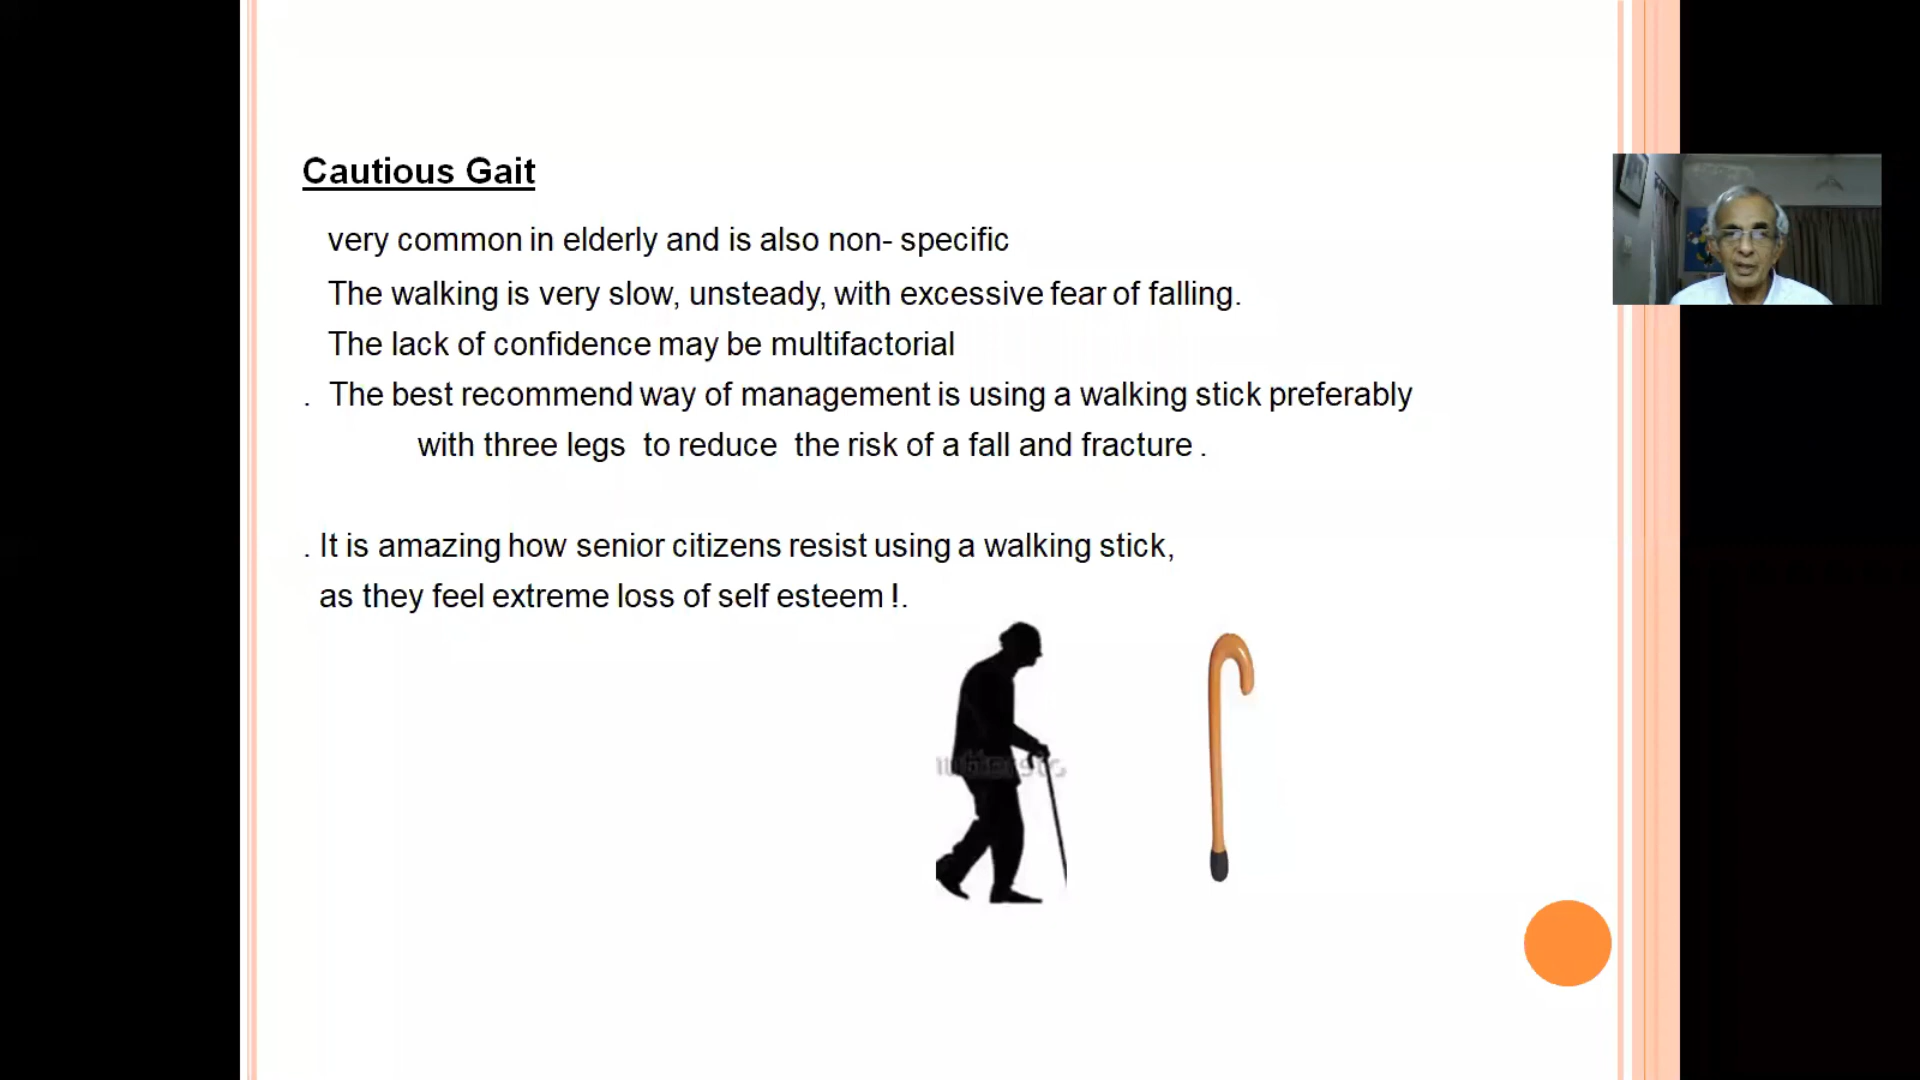 Cautious Gait
very common in elderly and is also non- specific
The walking is very slow, unsteady, with excessive fear of falling.
The lack of confidence may be multifactorial
. The best recommend way of management is using a walking stick preferably
with three legs to reduce the risk of a fall and fracture .
. It is amazing how senior citizens resist using a walking stick,
as they feel extreme loss of self esteem !.